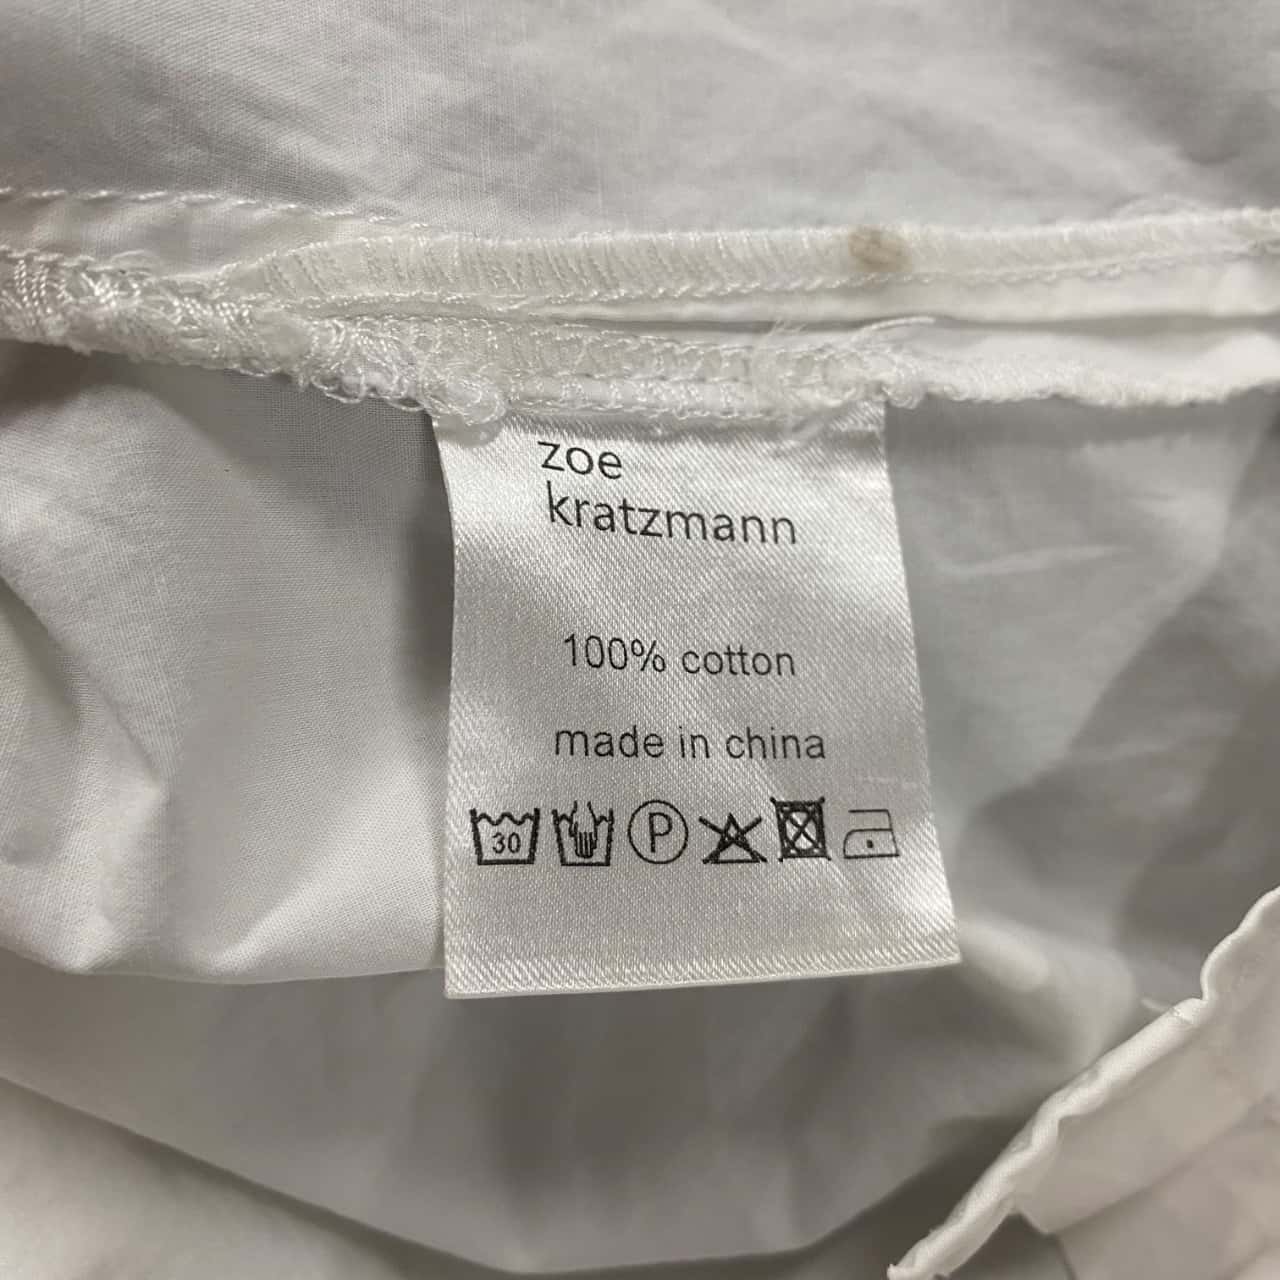 zoe
kratzmann
100% cotton
made in china
30 P